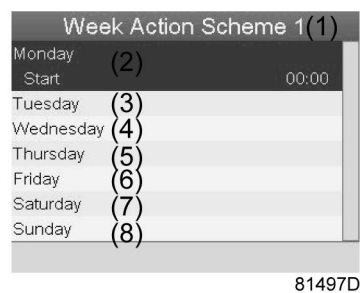 Week Action Scheme 1(1)
Monday (2)
Start 00:00
Tuesday (3)
Wednesday (4)
Thursday (5)
Friday (6)
Saturday (7)
Sunday (8)
81497D